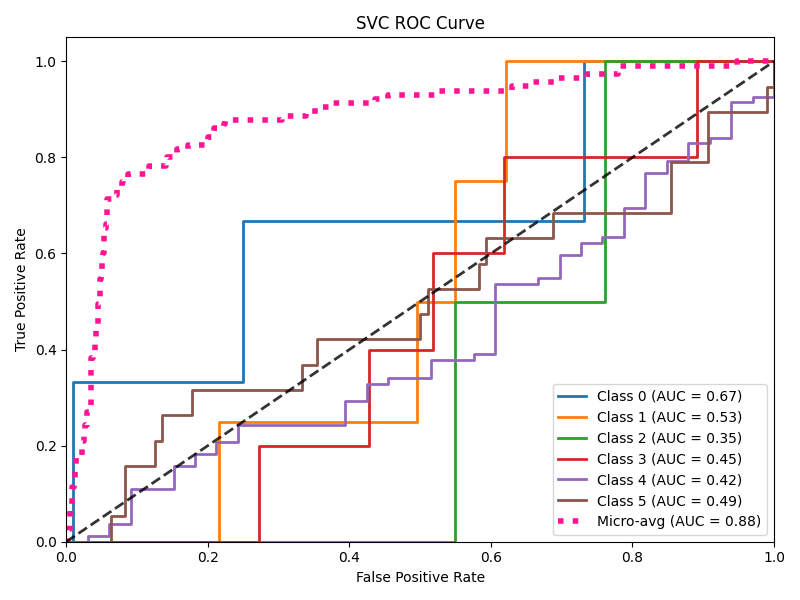 SVC ROC Curve
True Positive Rate
1.0
0.8
0.6
0.4
0.2
0.0
0.0 0.2 0.4 0.6 0.8 1.0
False Positive Rate
Class 0 (AUC = 0.67)
Class 1 (AUC = 0.53)
Class 2 (AUC = 0.35)
Class 3 (AUC = 0.45)
Class 4 (AUC = 0.42)
Class 5 (AUC = 0.49)
Micro-avg (AUC = 0.88)